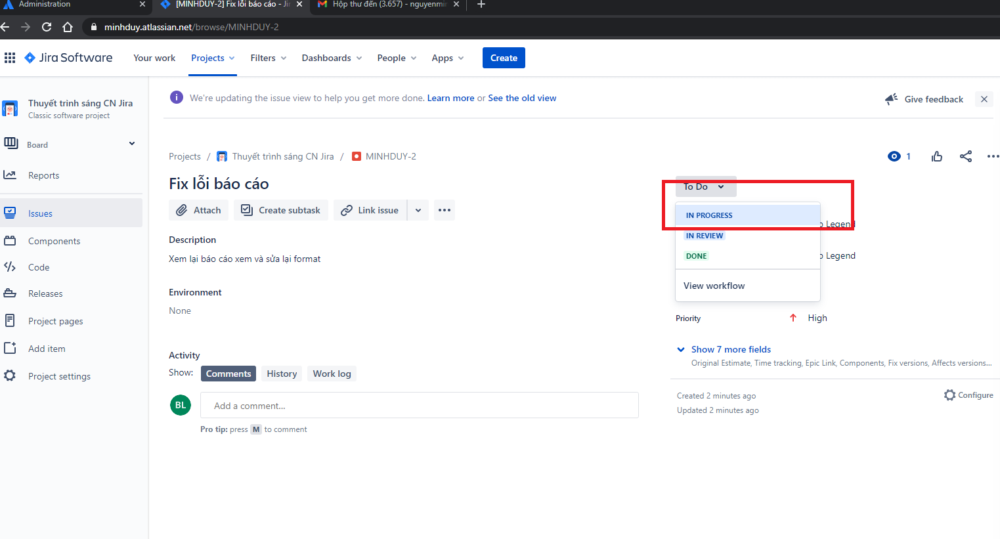 Administration
[MINHDUY-2] Fix lỗi báo cáo - Jir
Hộp thư đến (3.657) - nguyenmin
minhduy.atlassian.net/browse/MINHDUY-2
Jira Software
Your work
Projects
Filters
Dashboards
People
Apps
Create
Thuyết trình sáng CN Jira
Classic software project
Board
Reports
Issues
Components
Code
Releases
Project pages
Add item
Project settings
We're updating the issue view to help you get more done. Learn more or See the old view
Give feedback
Projects / Thuyết trình sáng CN Jira / MINHDUY-2
1
Fix lỗi báo cáo
Attach
Create subtask
Link issue
Description
Xem lại báo cáo xem và sửa lại format
Environment
None
Activity
Show:
Comments
History
Work log
BL
Add a comment...
Pro tip: press M to comment
To Do
IN PROGRESS
IN REVIEW
DONE
View workflow
Legend
Legend
Priority
High
Show 7 more fields
Original Estimate, Time tracking, Epic Link, Components, Fix versions, Affects versions...
Created 2 minutes ago
Updated 2 minutes ago
Configure